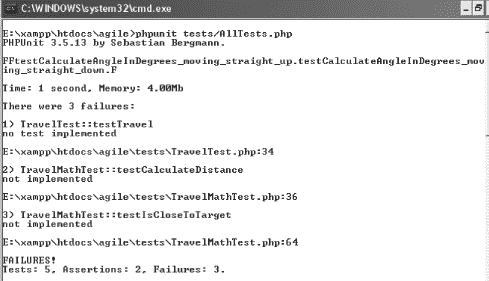 C:\WINDOWS\system32\cmd.exe
E:\xampp\htdocs\agile>phpunit tests/AllTests.php
PHPUnit 3.5.13 by Sebastian Bergmann.
FFtestCalculateAngleInDegrees_moving_straight_up.testCalculateAngleInDegrees_mov
ing_straight_down.F
Time: 1 second, Memory: 4.00Mb
There were 3 failures:
1) TravelTest::testTravel
no test implemented
E:\xampp\htdocs\agile\tests\TravelTest.php:34
2) TravelMathTest::testCalculateDistance
not implemented
E:\xampp\htdocs\agile\tests\TravelMathTest.php:36
3) TravelMathTest::testIsCloseToTarget
not implemented
E:\xampp\htdocs\agile\tests\TravelMathTest.php:64
FAILURES!
Tests: 5, Assertions: 2, Failures: 3.